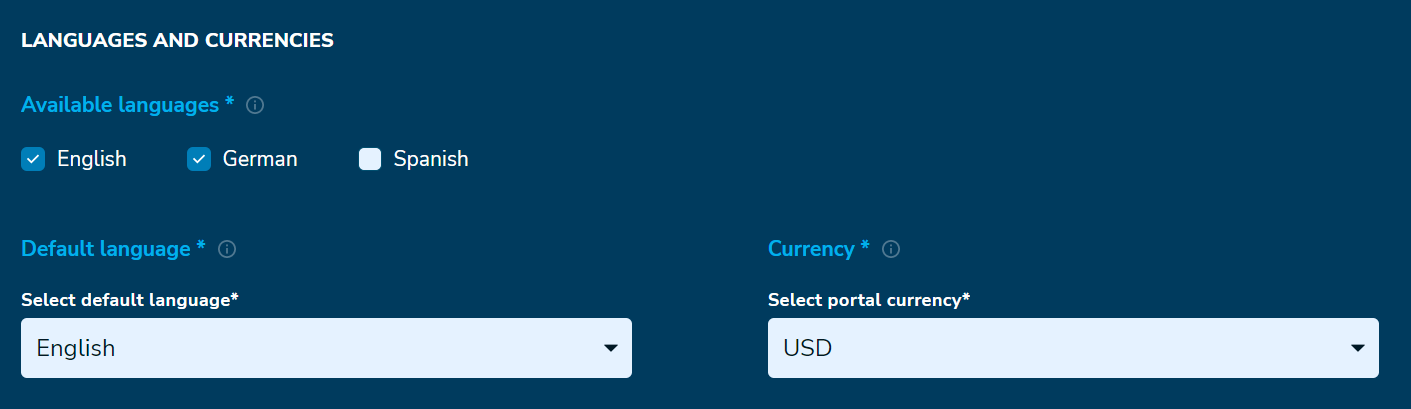 LANGUAGES AND CURRENCIES
Available languages *
English German Spanish
Default language * Currency *
Select default language* Select portal currency*
English USD